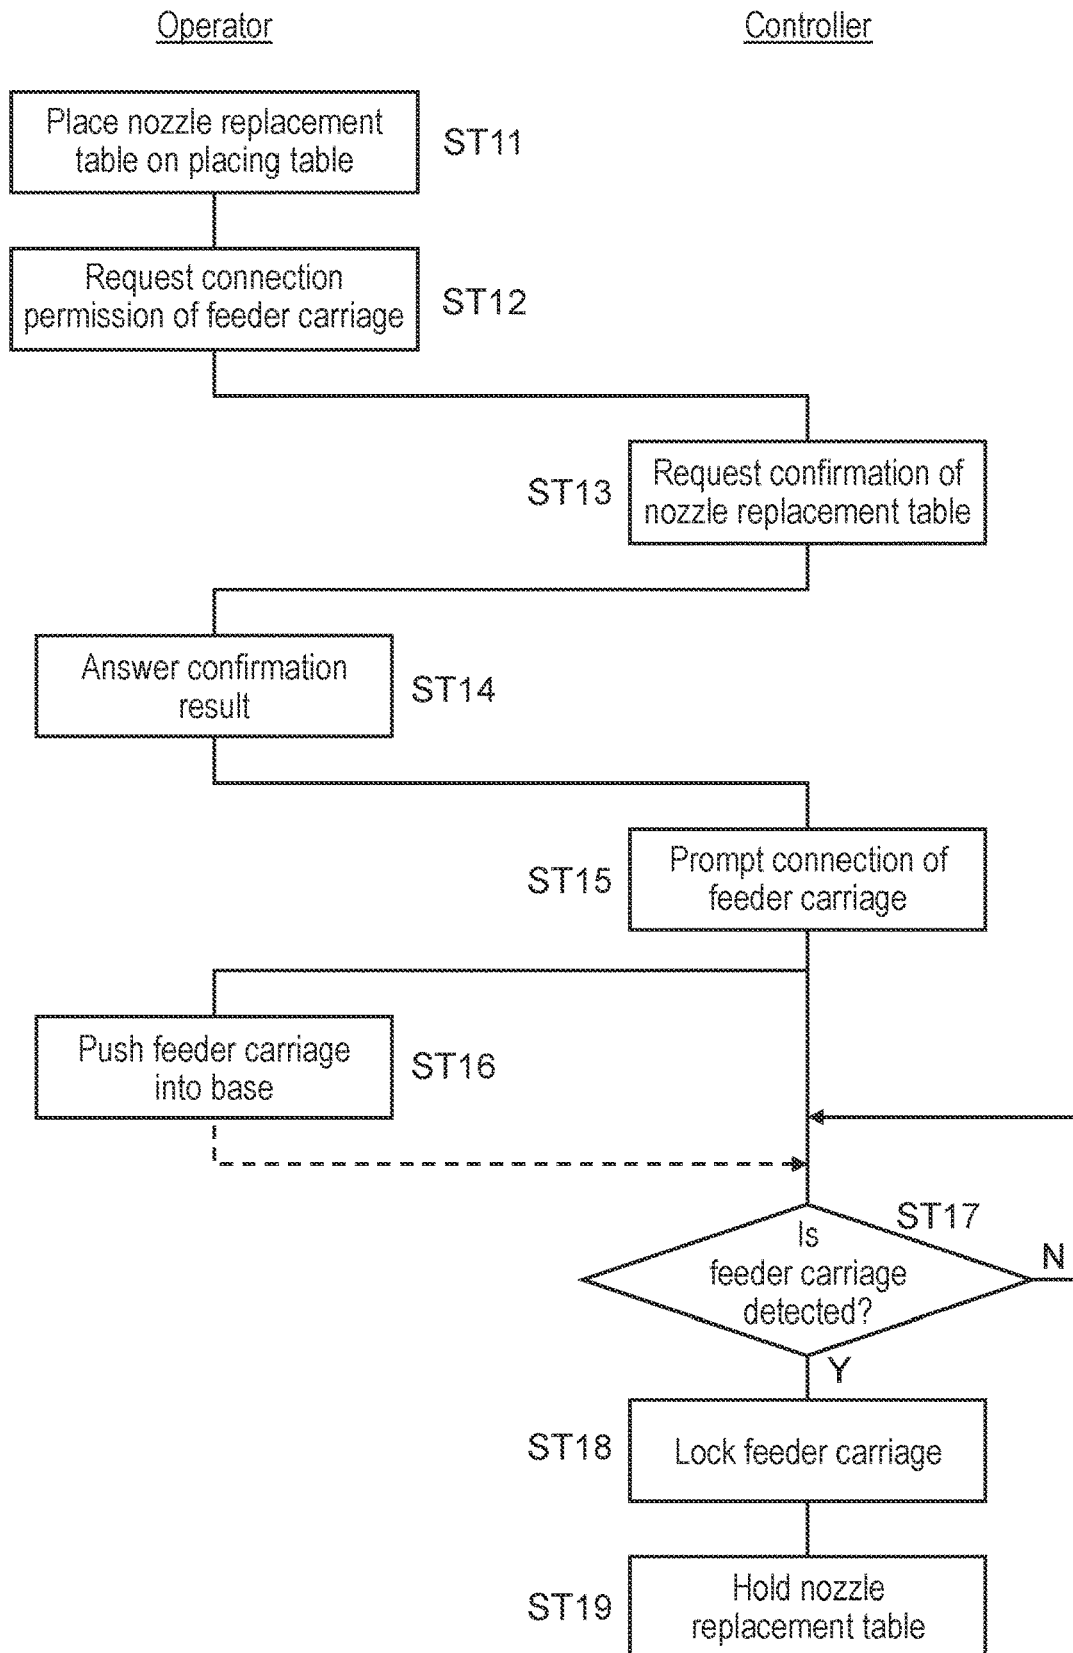 Operator
Controller
Place nozzle replacement
table on placing table
ST11
Request connection
permission of feeder carriage
ST12
ST13
Request confirmation of
nozzle replacement table
Answer confirmation
result
ST14
ST15
Prompt connection of
feeder carriage
Push feeder carriage
into base
ST16
ST17
Is
feeder carriage
detected?
N
Y
ST18
Lock feeder carriage
ST19
Hold nozzle
replacement table